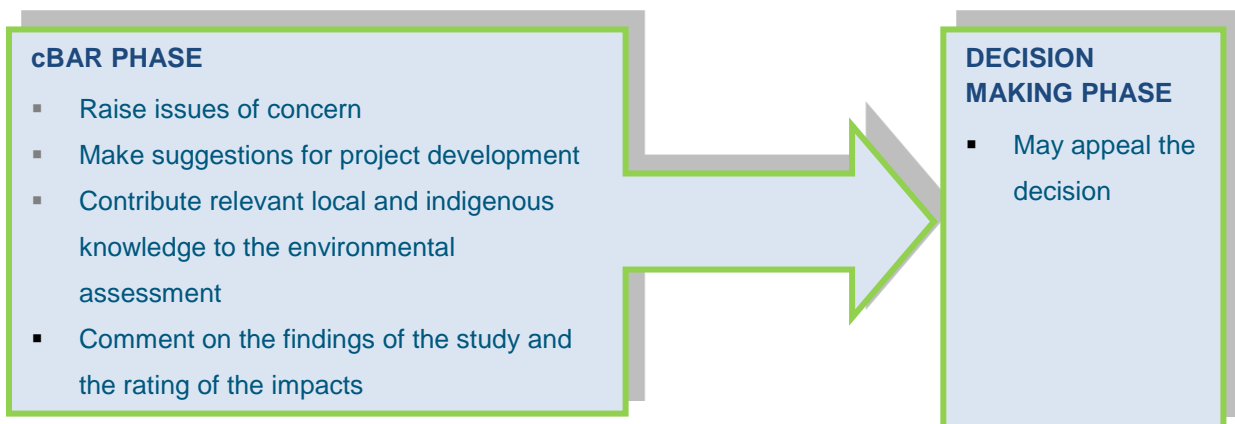 cBAR PHASE
▪ Raise issues of concern
▪ Make suggestions for project development
▪ Contribute relevant local and indigenous
knowledge to the environmental
assessment
▪ Comment on the findings of the study and
the rating of the impacts
DECISION
MAKING PHASE
▪ May appeal the
decision